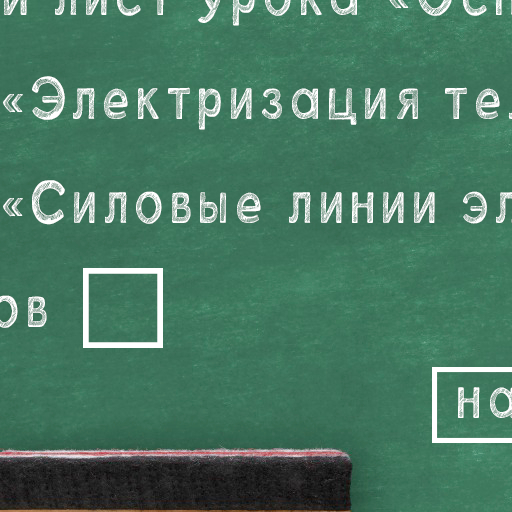 и лист урока «Осн
«Электризация те
«Силовые линии эл
ов
на